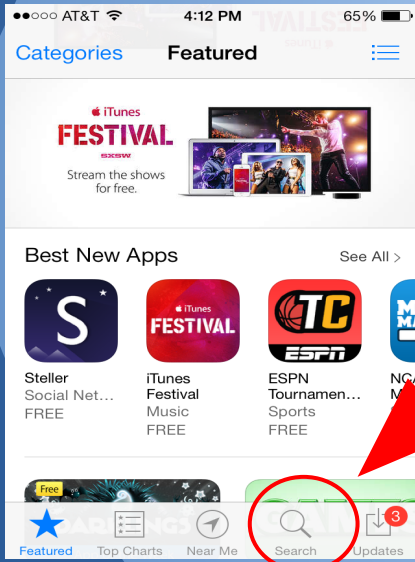 AT&T 4:12 PM 65%
Categories Featured
iTunes
FESTIVAL
SXSW
Stream the shows
for free.
Best New Apps See All >
S
iTunes
FESTIVAL
TC
ESPN
Steller
Social Net...
FREE
iTunes
Festival
Music
FREE
ESPN
Tournamen...
Sports
FREE
Free
3
Featured Top Charts Near Me Search Updates